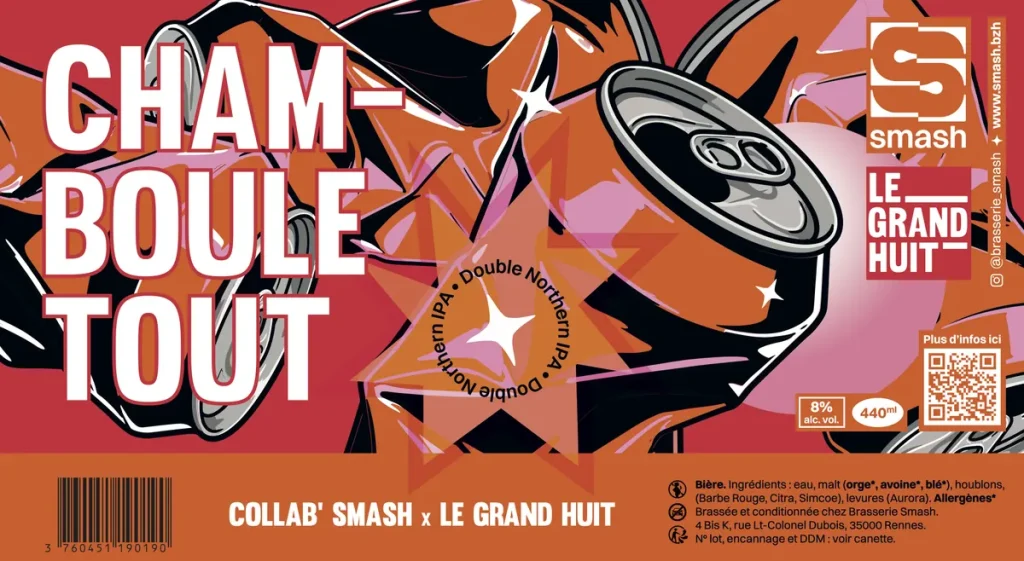 CHAM-
BOULE
TOUT
Double Northern IPA • Double Northern IPA •
smash
LE
GRAND
HUIT
@brasserie_smash ✦ www.smash.bzh
Plus d'infos ici
8%
alc. vol.
440ml
3 760451 190190
COLLAB' SMASH x LE GRAND HUIT
Bière. Ingrédients : eau, malt (orge*, avoine*, blé*), houblons,
(Barbe Rouge, Citra, Simcoe), levures (Aurora). Allergènes*
Brassée et conditionnée chez Brasserie Smash.
4 Bis K, rue Lt-Colonel Dubois, 35000 Rennes.
N° lot, encannage et DDM : voir canette.